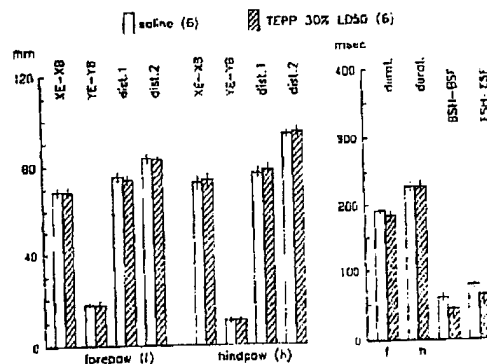 saline (6) TEPP 30% LD50 (6)
mm msec
XE-XB YE-YB dist.1 dist.2 XE-XB YE-YB dist.1 dist.2 durat. durat. BSH-BSF ESH-ESF
120 400
80 300
40 200
0 100
0
forepaw (f) hindpaw (h) f h